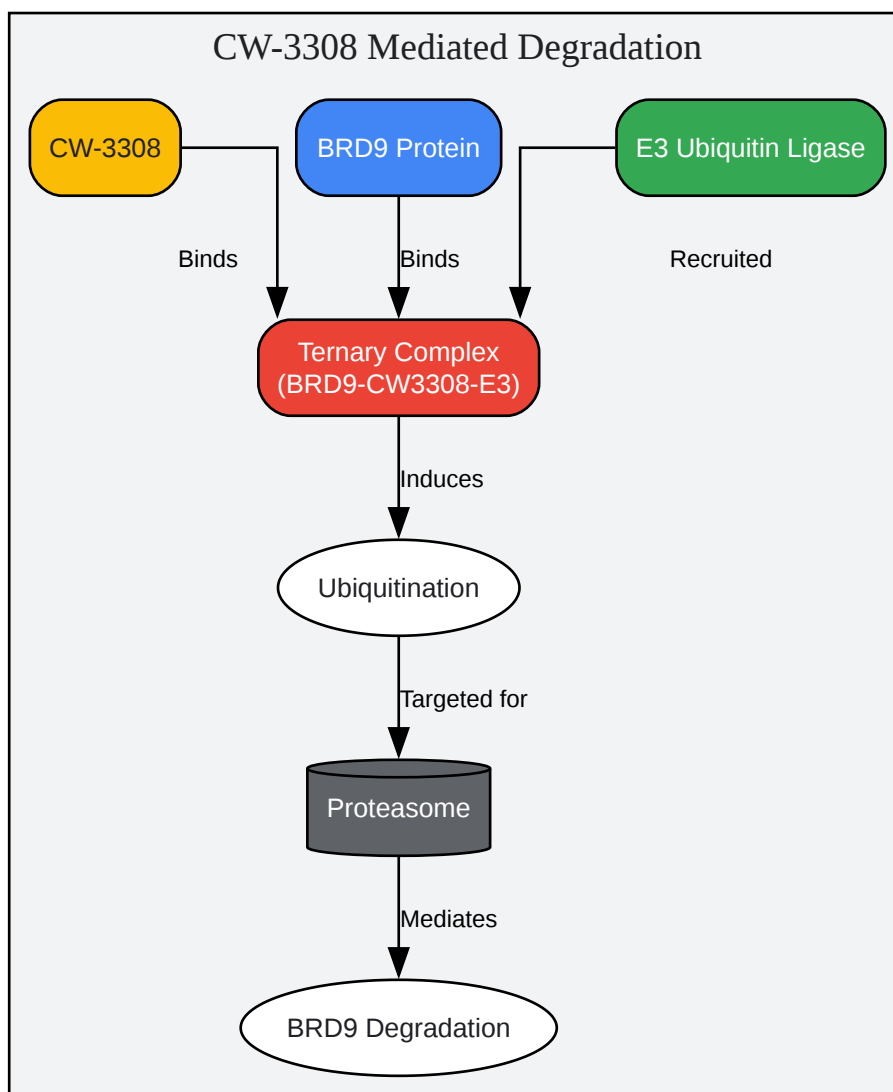 CW-3308 Mediated Degradation
CW-3308
BRD9 Protein
E3 Ubiquitin Ligase
Binds
Binds
Recruited
Ternary Complex
(BRD9-CW3308-E3)
Induces
Ubiquitination
Targeted for
Proteasome
Mediates
BRD9 Degradation